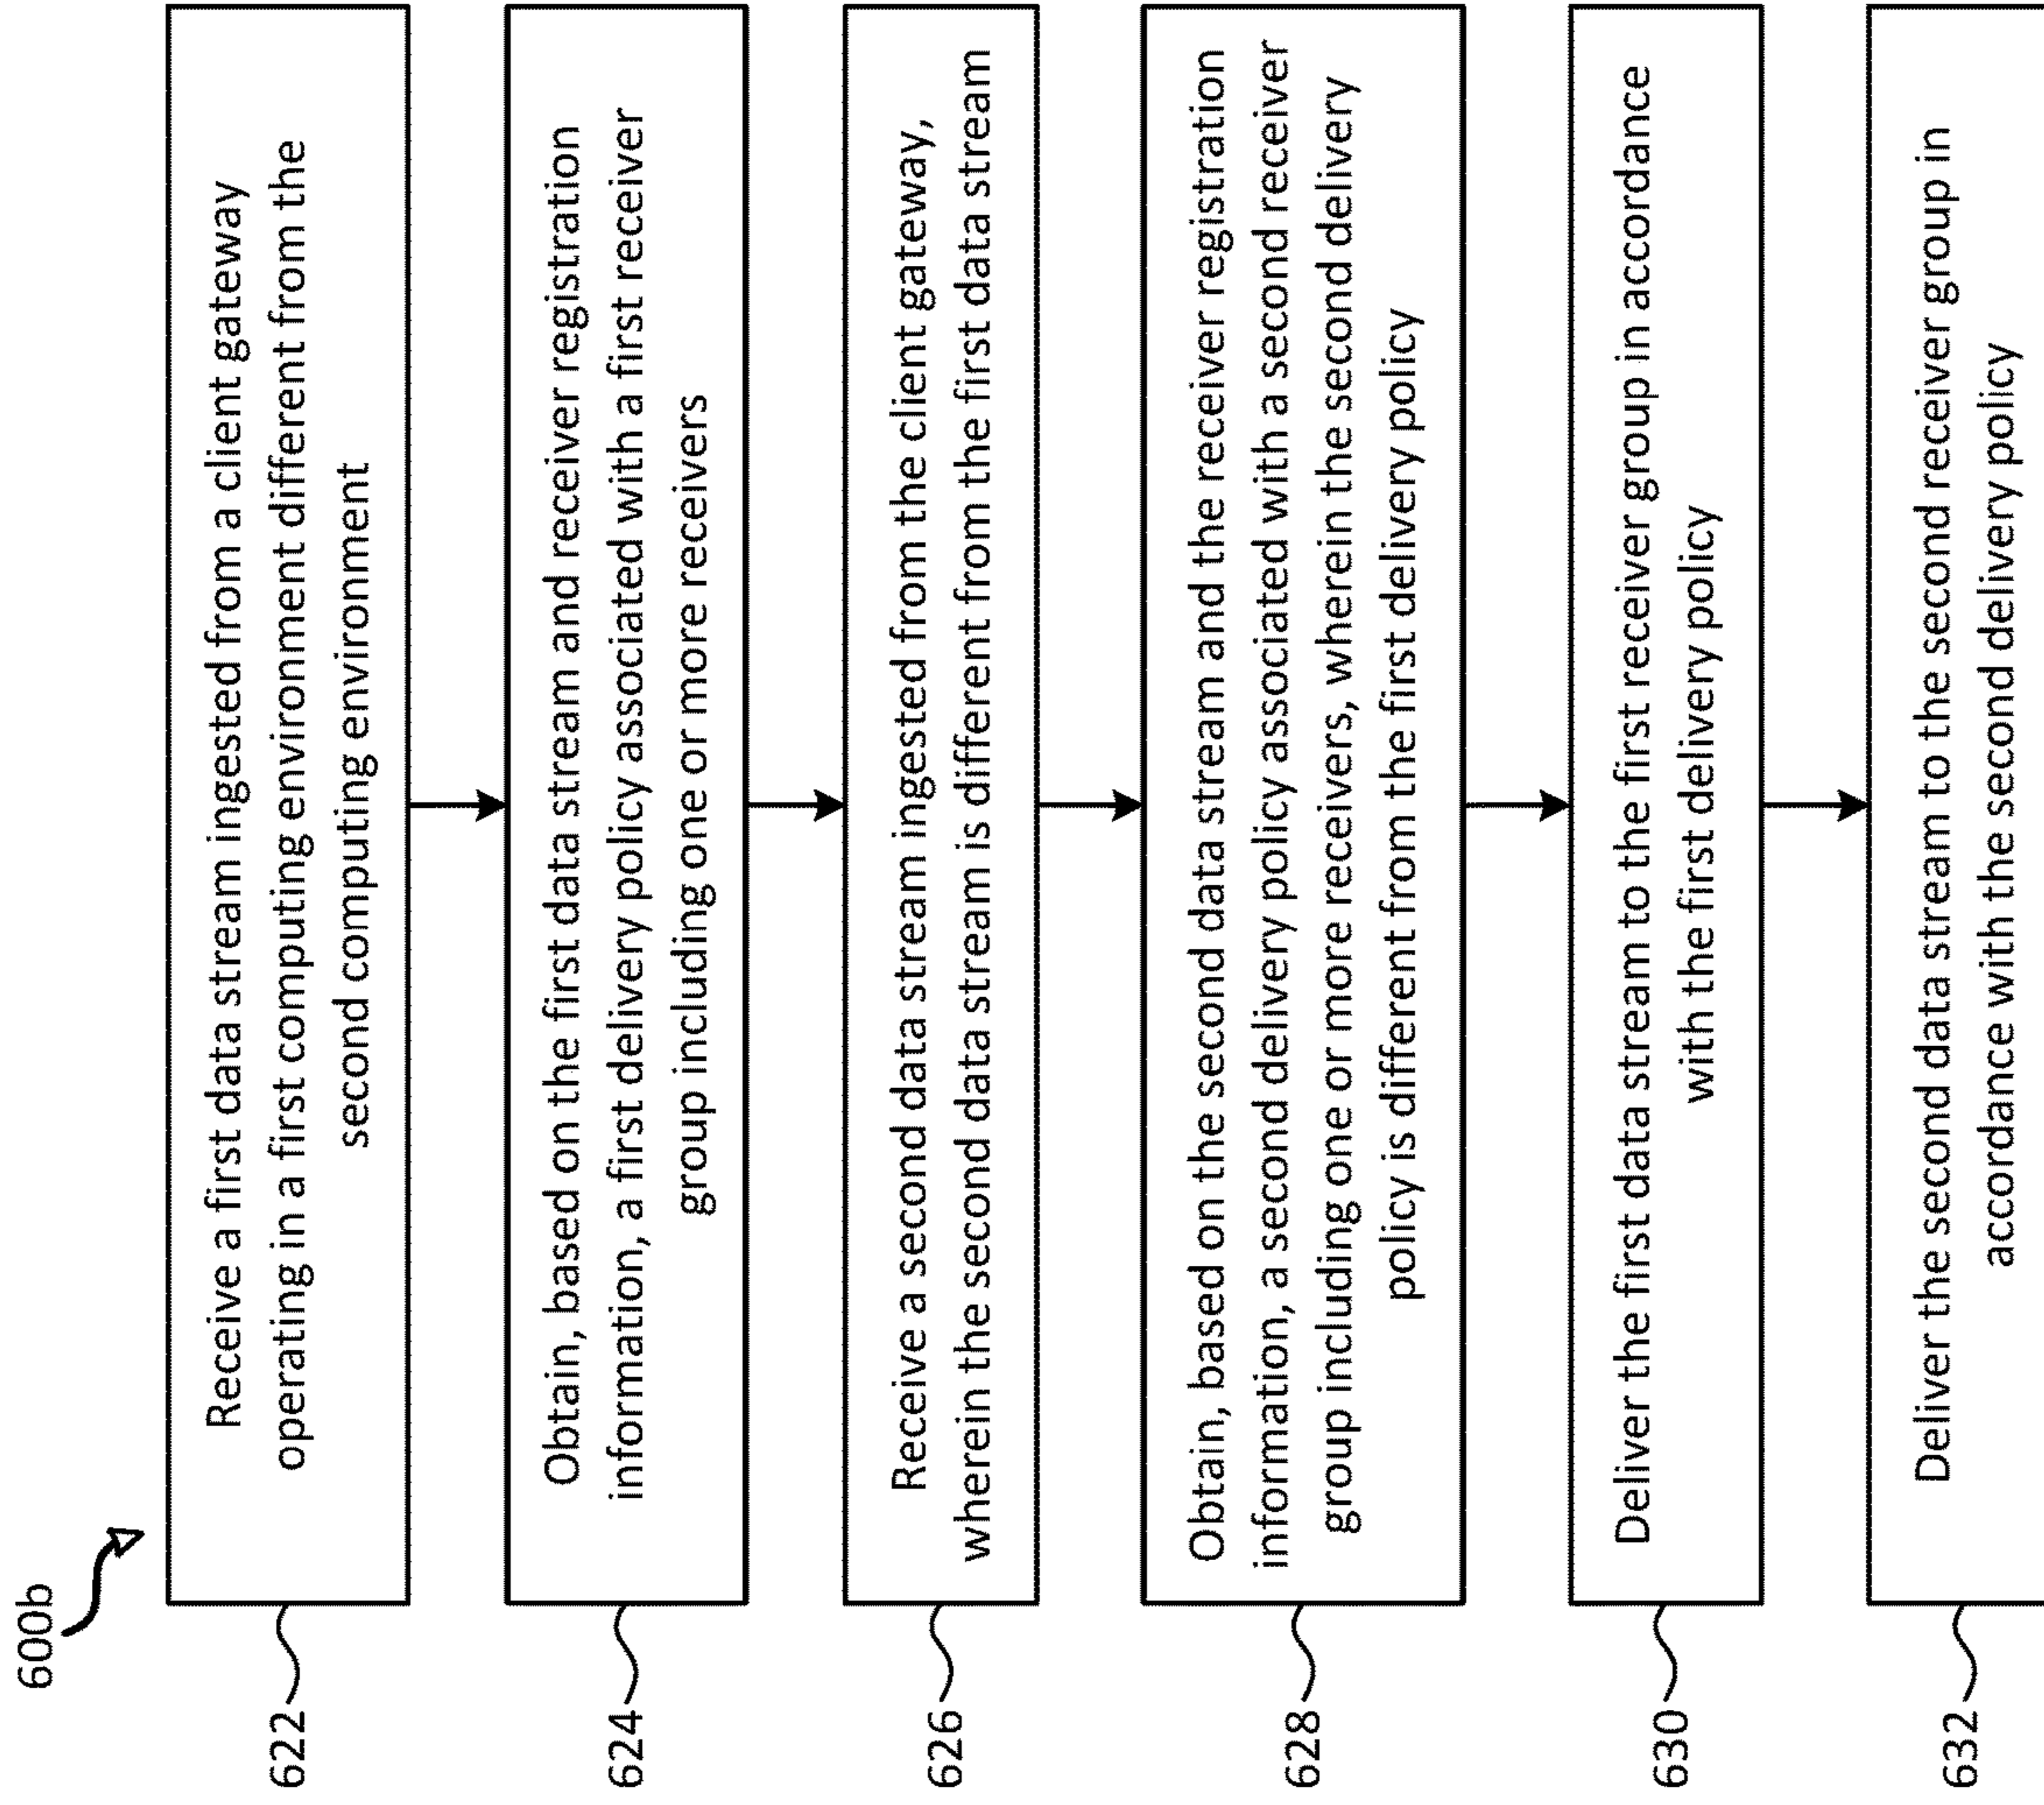 600b
622
Receive a first data stream ingested from a client gateway
operating in a first computing environment different from the
second computing environment
624
Obtain, based on the first data stream and receiver registration
information, a first delivery policy associated with a first receiver
group including one or more receivers
626
Receive a second data stream ingested from the client gateway,
wherein the second data stream is different from the first data stream
628
Obtain, based on the second data stream and the receiver registration
information, a second delivery policy associated with a second receiver
group including one or more receivers, wherein the second delivery
policy is different from the first delivery policy
630
Deliver the first data stream to the first receiver group in accordance
with the first delivery policy
632
Deliver the second data stream to the second receiver group in
accordance with the second delivery policy